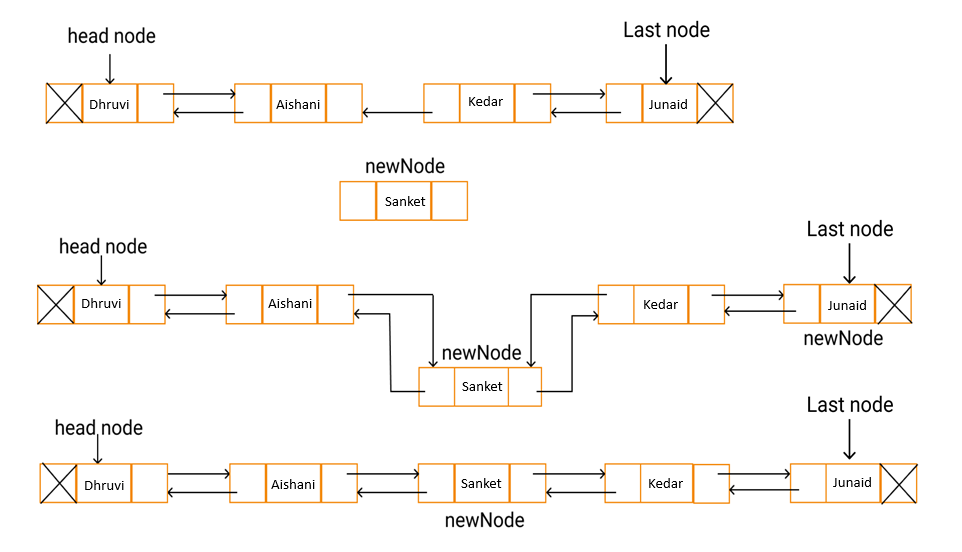 head node
Last node
Dhruvi
Aishani
Kedar
Junaid
newNode
Sanket
head node
Last node
Dhruvi
Aishani
Kedar
Junaid
newNode
newNode
Sanket
head node
Last node
Dhruvi
Aishani
Sanket
Kedar
Junaid
newNode